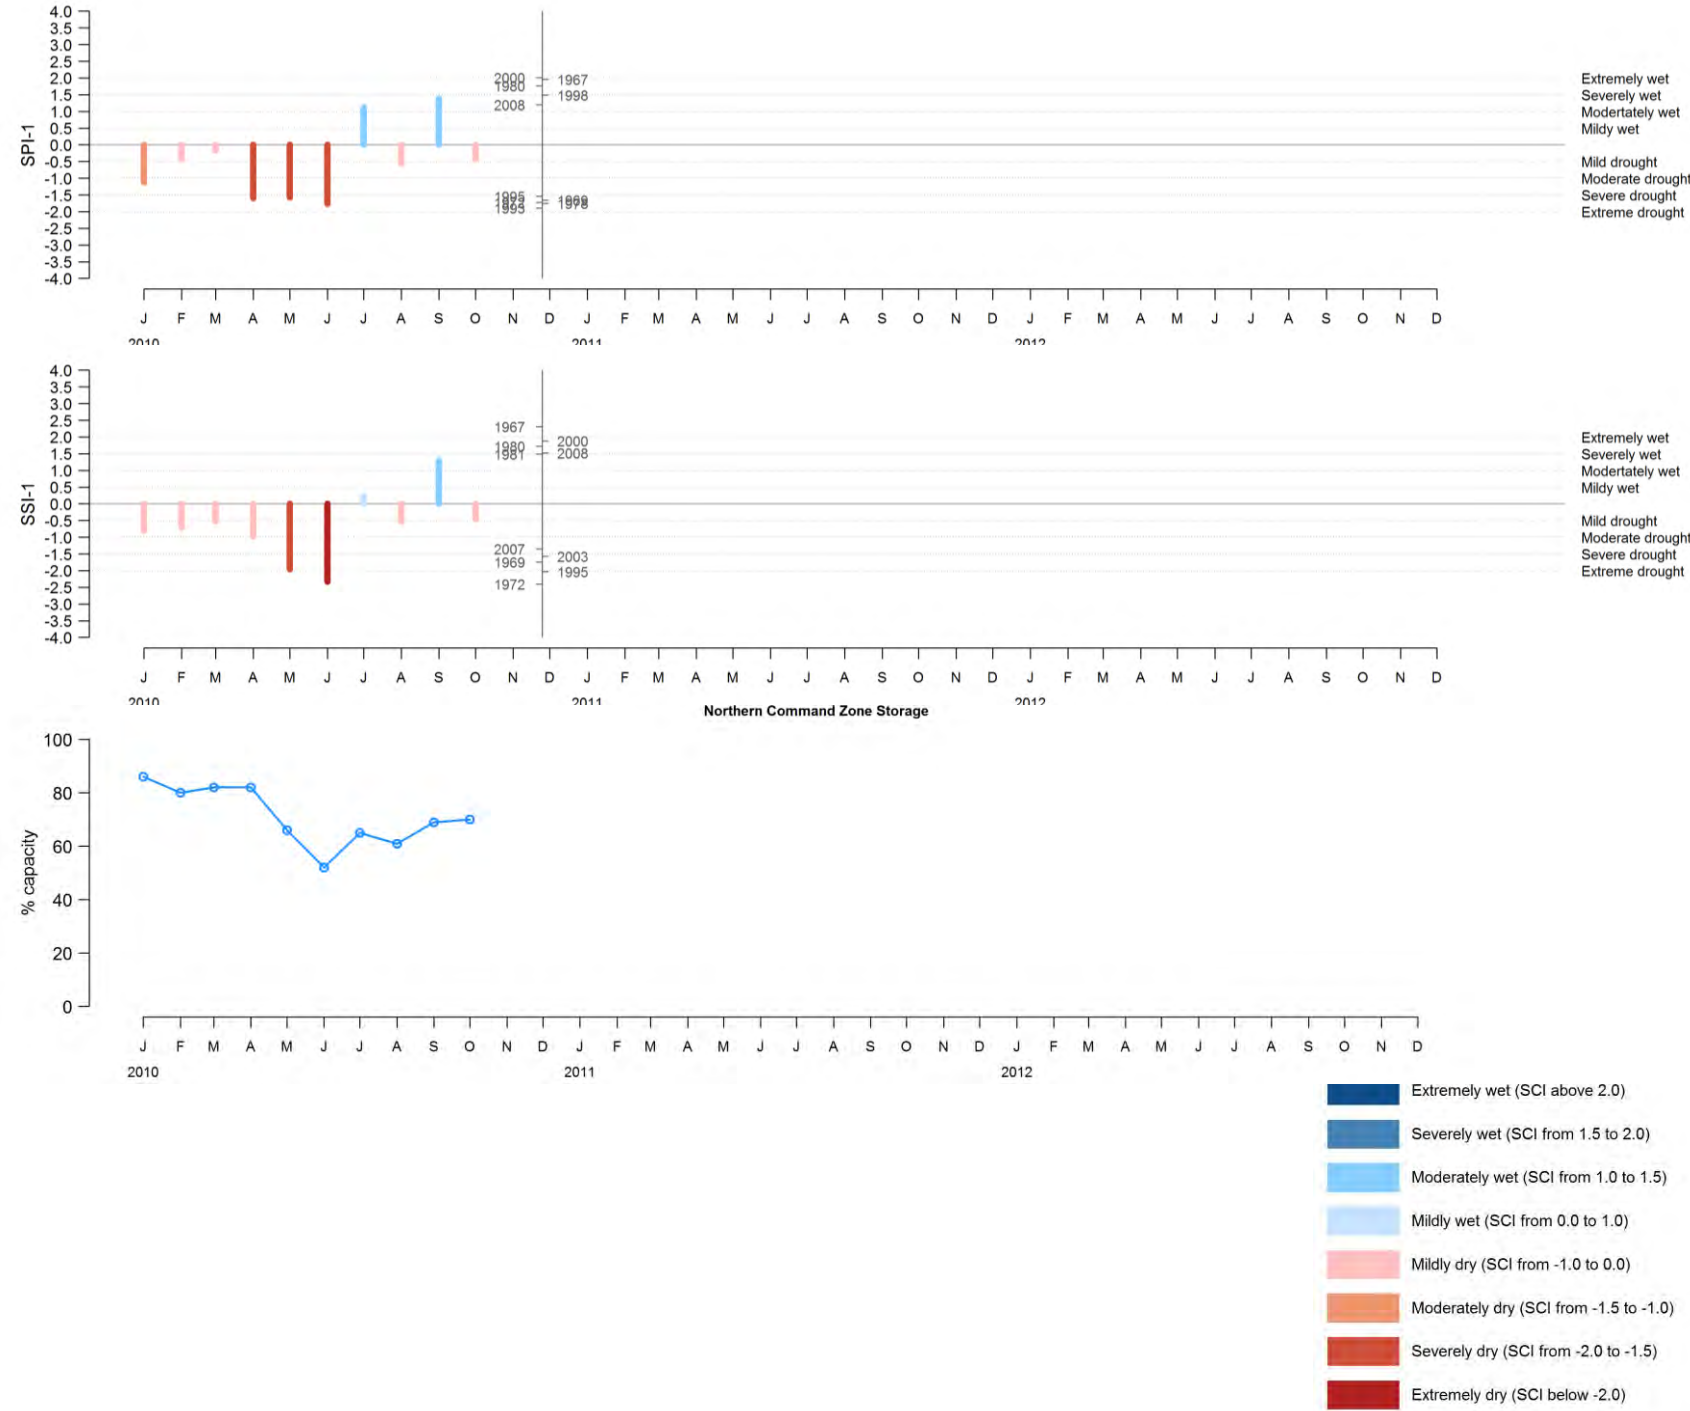 4.0
3.5
3.0
2.5
2.0
1.5
1.0
0.5
0.0
-0.5
-1.0
-1.5
-2.0
-2.5
-3.0
-3.5
-4.0
SPI-1
2000
1980
2008
1967
1998
1995
1993
1969
1978
Extremely wet
Severely wet
Modertately wet
Mildy wet
Mild drought
Moderate drought
Severe drought
Extreme drought
J F M A M J J A S O N D J F M A M J J A S O N D J F M A M J J A S O N D
2010 2011 2012
4.0
3.5
3.0
2.5
2.0
1.5
1.0
0.5
0.0
-0.5
-1.0
-1.5
-2.0
-2.5
-3.0
-3.5
-4.0
SSI-1
1967
1980
1981
2000
2008
2007
1969
1972
2003
1995
Extremely wet
Severely wet
Modertately wet
Mildy wet
Mild drought
Moderate drought
Severe drought
Extreme drought
J F M A M J J A S O N D J F M A M J J A S O N D J F M A M J J A S O N D
2010 2011 2012
Northern Command Zone Storage
100
80
60
40
20
0
% capacity
J F M A M J J A S O N D J F M A M J J A S O N D J F M A M J J A S O N D
2010 2011 2012
Extremely wet (SCI above 2.0)
Severely wet (SCI from 1.5 to 2.0)
Moderately wet (SCI from 1.0 to 1.5)
Mildly wet (SCI from 0.0 to 1.0)
Mildly dry (SCI from -1.0 to 0.0)
Moderately dry (SCI from -1.5 to -1.0)
Severely dry (SCI from -2.0 to -1.5)
Extremely dry (SCI below -2.0)